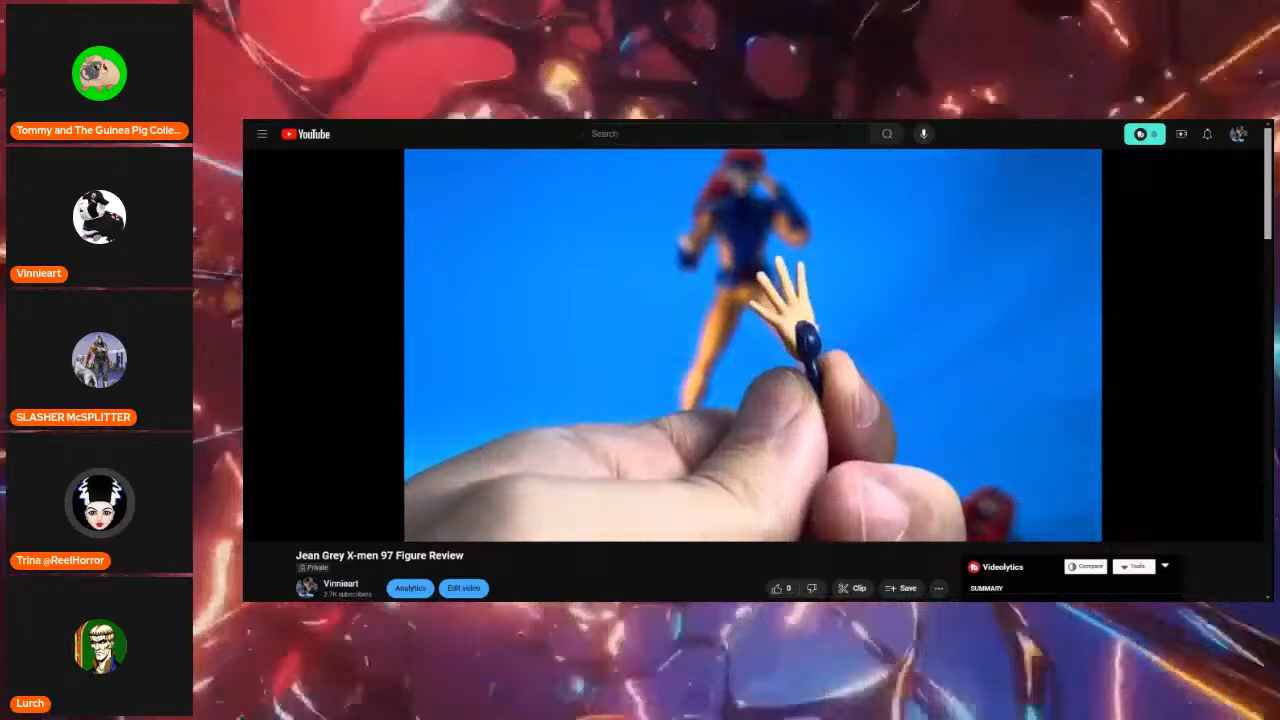 Tommy and The Guinea Pig Colle...
Vinnieart
SLASHER McSPLITTER
Trina @ReelHorror
Lurch
YouTube
Search
Jean Grey X-men 97 Figure Review
Private
Vinnieart
2.7K subscribers
Analytics
Edit video
0
Clip
Save
Videolytics
Compare
Tools
SUMMARY